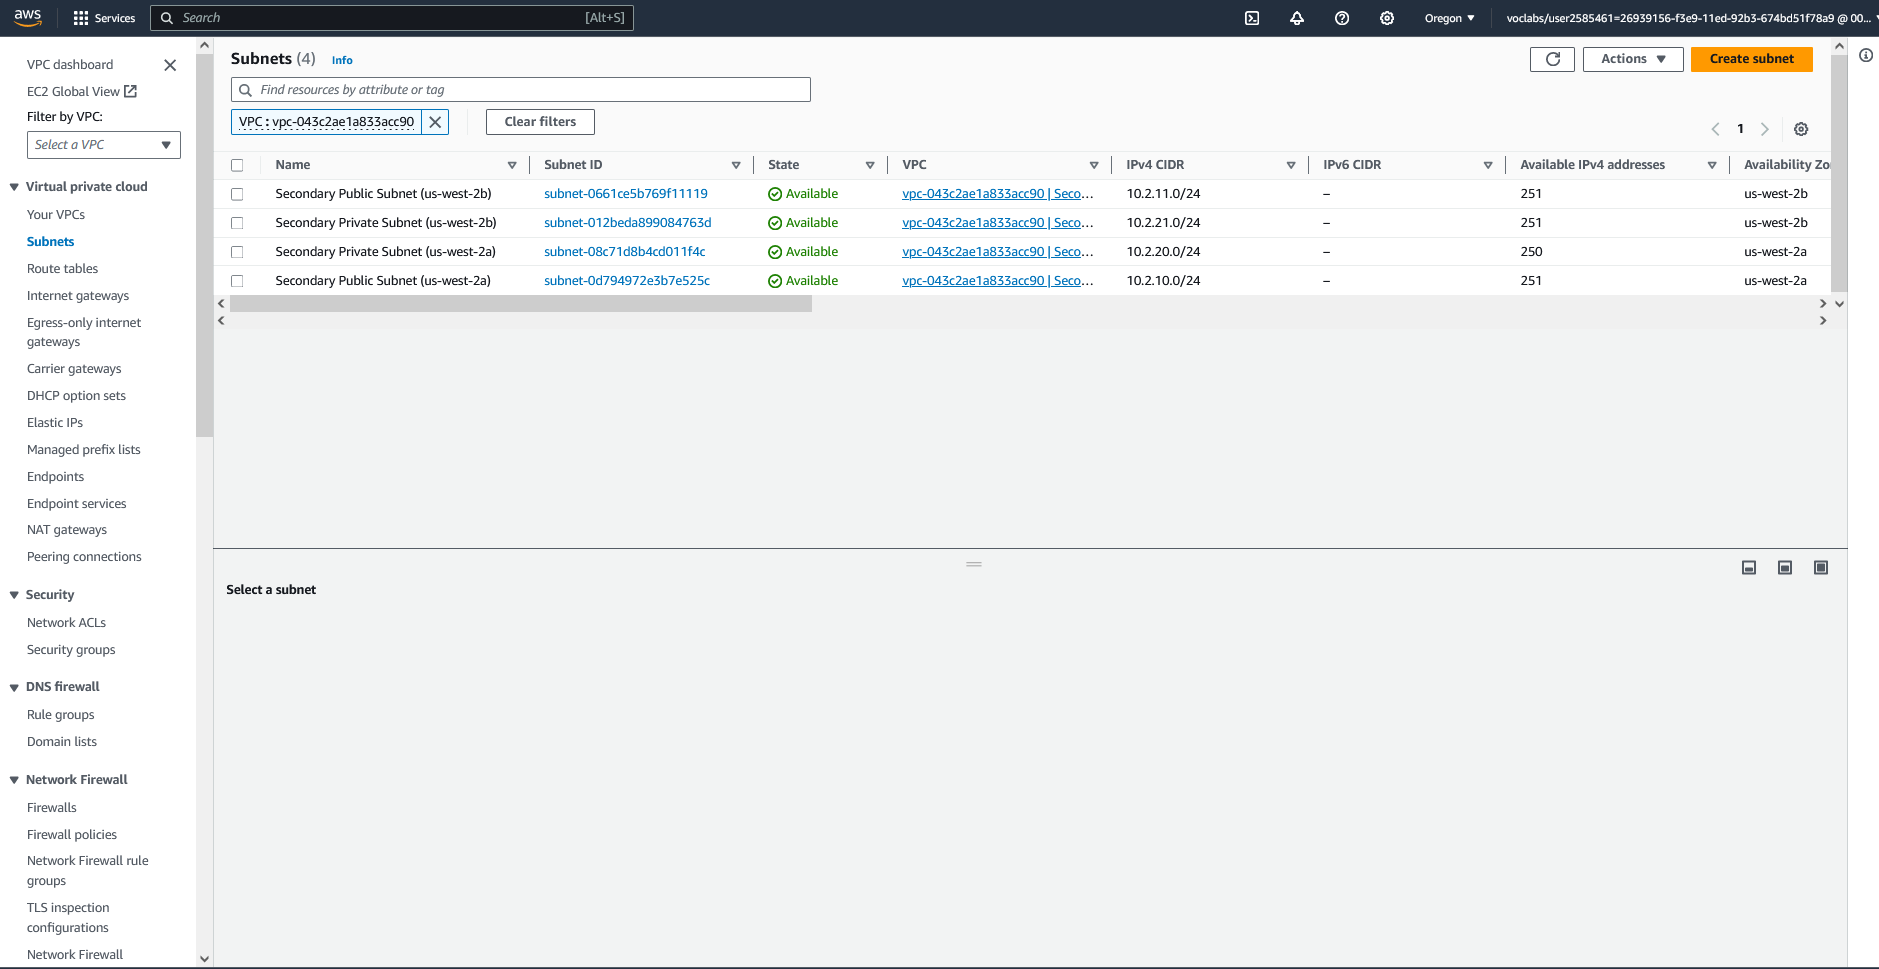 aws
Services
Search
[Alt+S]
Oregon
voclabs/user2585461=26939156-f3e9-11ed-92b3-674bd51f78a9 @ 00...
VPC dashboard
EC2 Global View
Filter by VPC:
Select a VPC
Virtual private cloud
Your VPCs
Subnets
Route tables
Internet gateways
Egress-only internet
gateways
Carrier gateways
DHCP option sets
Elastic IPs
Managed prefix lists
Endpoints
Endpoint services
NAT gateways
Peering connections
Security
Network ACLs
Security groups
DNS firewall
Rule groups
Domain lists
Network Firewall
Firewalls
Firewall policies
Network Firewall rule
groups
TLS inspection
configurations
Network Firewall
Subnets (4) Info
Actions
Create subnet
Find resources by attribute or tag
VPC : vpc-043c2ae1a833acc90
Clear filters
1
Name Subnet ID State VPC IPv4 CIDR IPv6 CIDR Available IPv4 addresses Availability Zo
Secondary Public Subnet (us-west-2b) subnet-0661ce5b769f11119 Available vpc-043c2ae1a833acc90 | Seco... 10.2.11.0/24 – 251 us-west-2b
Secondary Private Subnet (us-west-2b) subnet-012beda899084763d Available vpc-043c2ae1a833acc90 | Seco... 10.2.21.0/24 – 251 us-west-2b
Secondary Private Subnet (us-west-2a) subnet-08c71d8b4cd011f4c Available vpc-043c2ae1a833acc90 | Seco... 10.2.20.0/24 – 250 us-west-2a
Secondary Public Subnet (us-west-2a) subnet-0d794972e3b7e525c Available vpc-043c2ae1a833acc90 | Seco... 10.2.10.0/24 – 251 us-west-2a
Select a subnet